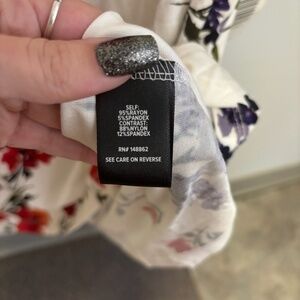 SELF:
95%RAYON
5%SPANDEX
CONTRAST:
88%NYLON
12%SPANDEX
RN# 148862
SEE CARE ON REVERSE